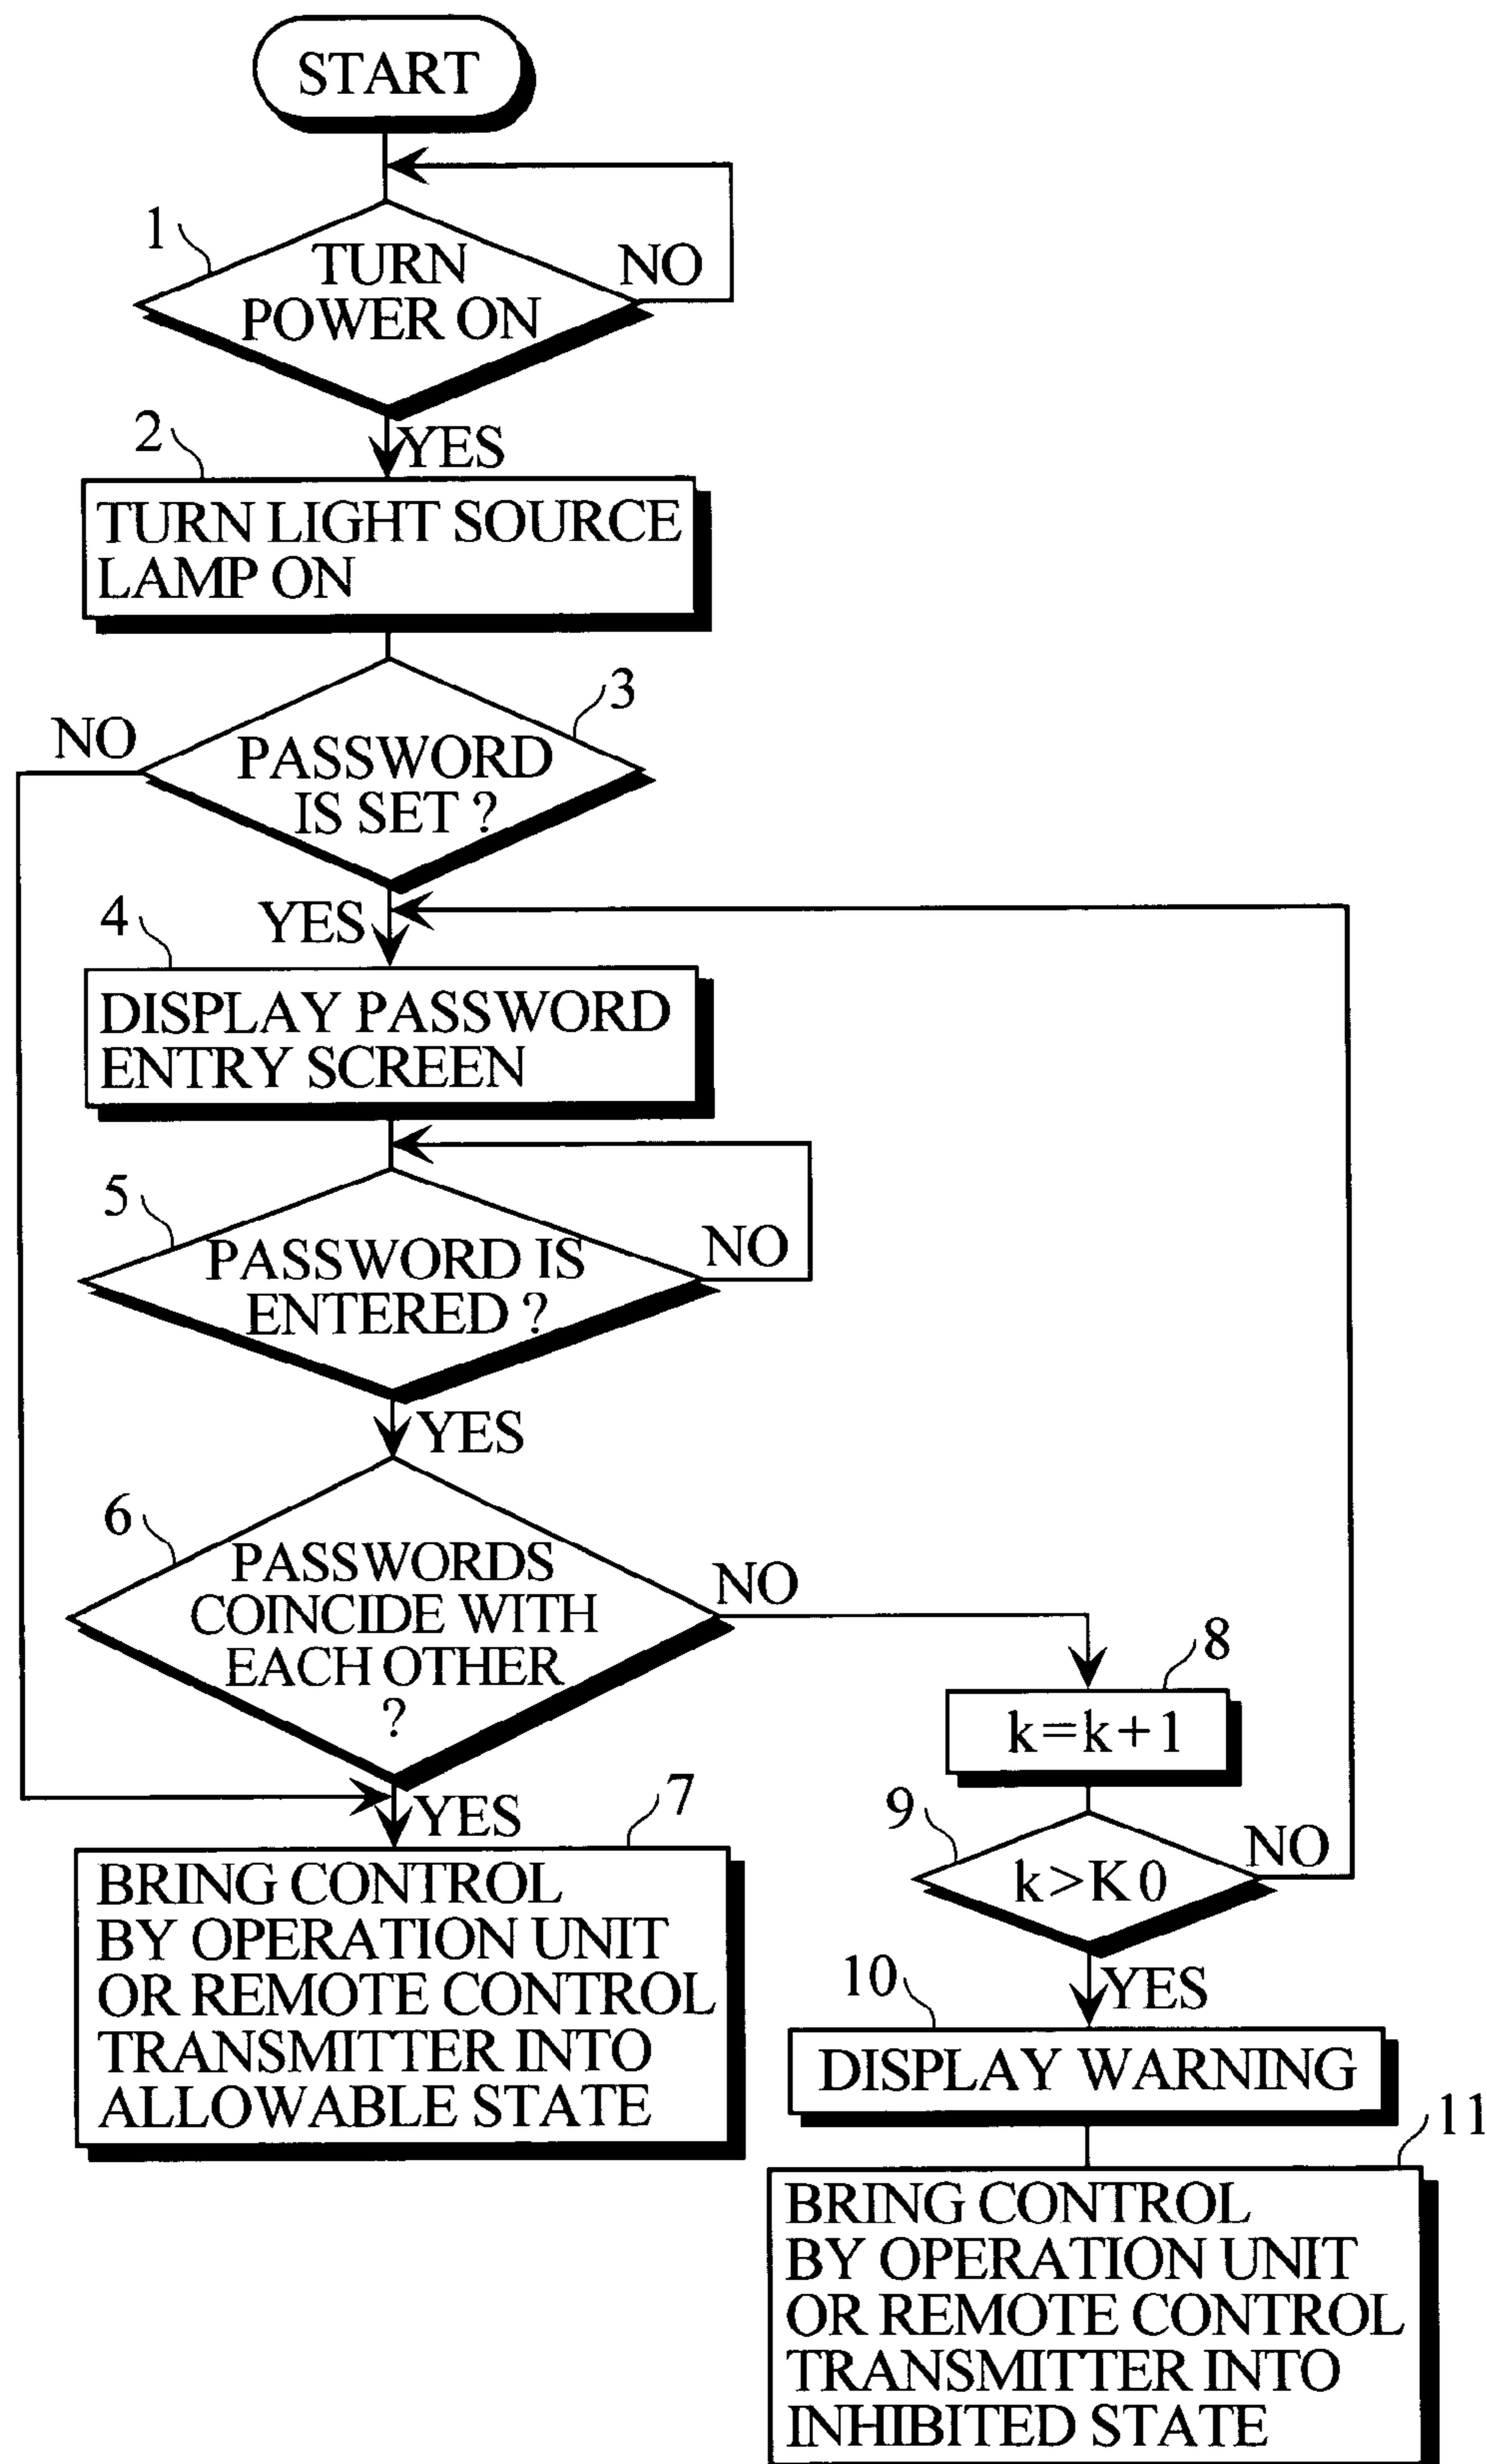 START
1
TURN
POWER ON
NO
YES
2
TURN LIGHT SOURCE
LAMP ON
3
NO
PASSWORD
IS SET ?
YES
4
DISPLAY PASSWORD
ENTRY SCREEN
5
PASSWORD IS
ENTERED ?
NO
YES
6
PASSWORDS
COINCIDE WITH
EACH OTHER
?
NO
YES
7
BRING CONTROL
BY OPERATION UNIT
OR REMOTE CONTROL
TRANSMITTER INTO
ALLOWABLE STATE
8
k=k+1
9
k>K0
NO
YES
10
DISPLAY WARNING
11
BRING CONTROL
BY OPERATION UNIT
OR REMOTE CONTROL
TRANSMITTER INTO
INHIBITED STATE